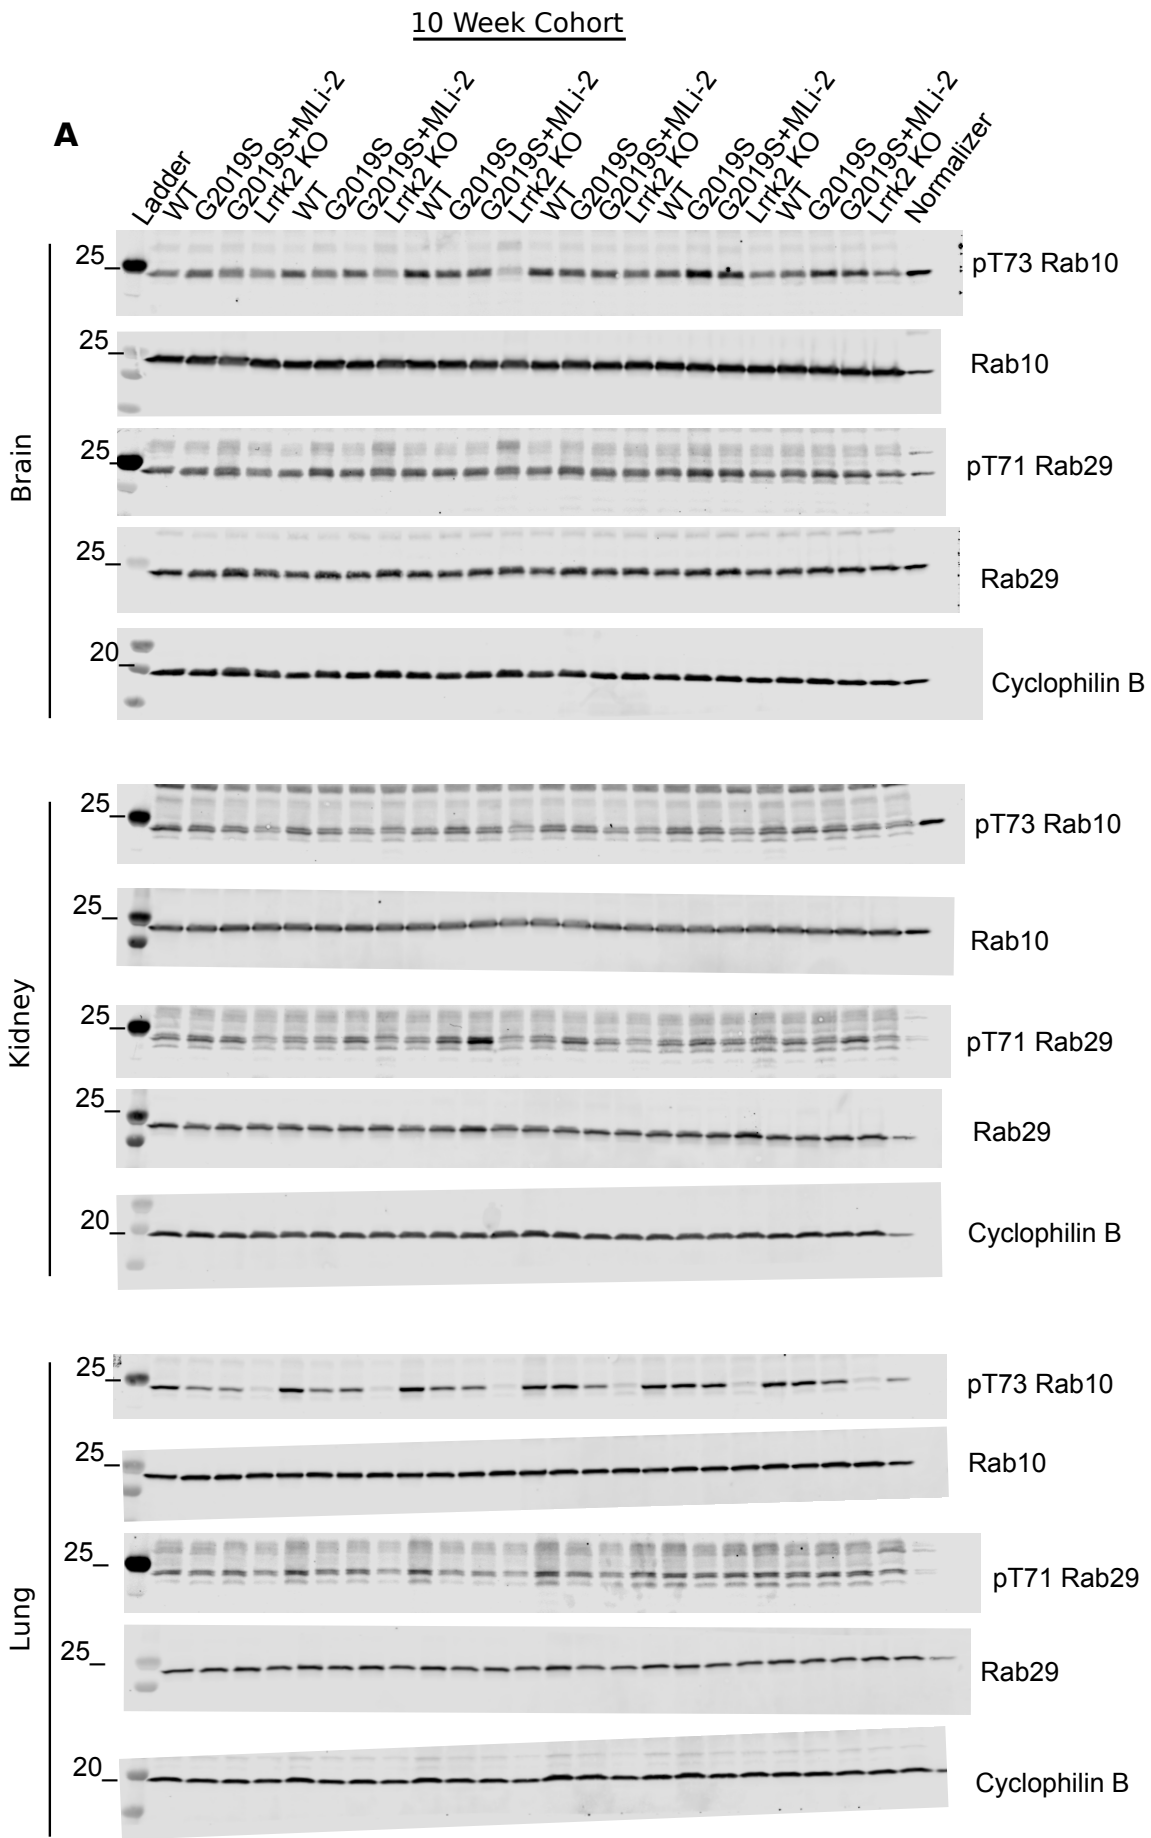 10 Week Cohort
A
Ladder
WT
G2019S
G2019S+MLi-2
Lrrk2 KO
WT
G2019S
G2019S+MLi-2
Lrrk2 KO
WT
G2019S
G2019S+MLi-2
Lrrk2 KO
WT
G2019S
G2019S+MLi-2
Lrrk2 KO
WT
G2019S
G2019S+MLi-2
Lrrk2 KO
WT
G2019S
G2019S+MLi-2
Lrrk2 KO
Normalizer
Brain
25
pT73 Rab10
25
Rab10
25
pT71 Rab29
25
Rab29
20
Cyclophilin B
Kidney
25
pT73 Rab10
25
Rab10
25
pT71 Rab29
25
Rab29
20
Cyclophilin B
Lung
25
pT73 Rab10
25
Rab10
25
pT71 Rab29
25
Rab29
20
Cyclophilin B